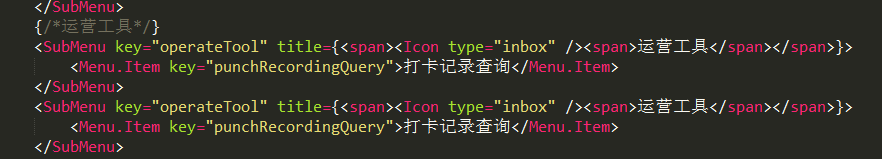 </SubMenu>
{/*运营工具*/}
<SubMenu key="operateTool" title={<span><Icon type="inbox" /><span>运营工具</span></span>}>
<Menu.Item key="punchRecordingQuery">打卡记录查询</Menu.Item>
</SubMenu>
<SubMenu key="operateTool" title={<span><Icon type="inbox" /><span>运营工具</span></span>}>
<Menu.Item key="punchRecordingQuery">打卡记录查询</Menu.Item>
</SubMenu>